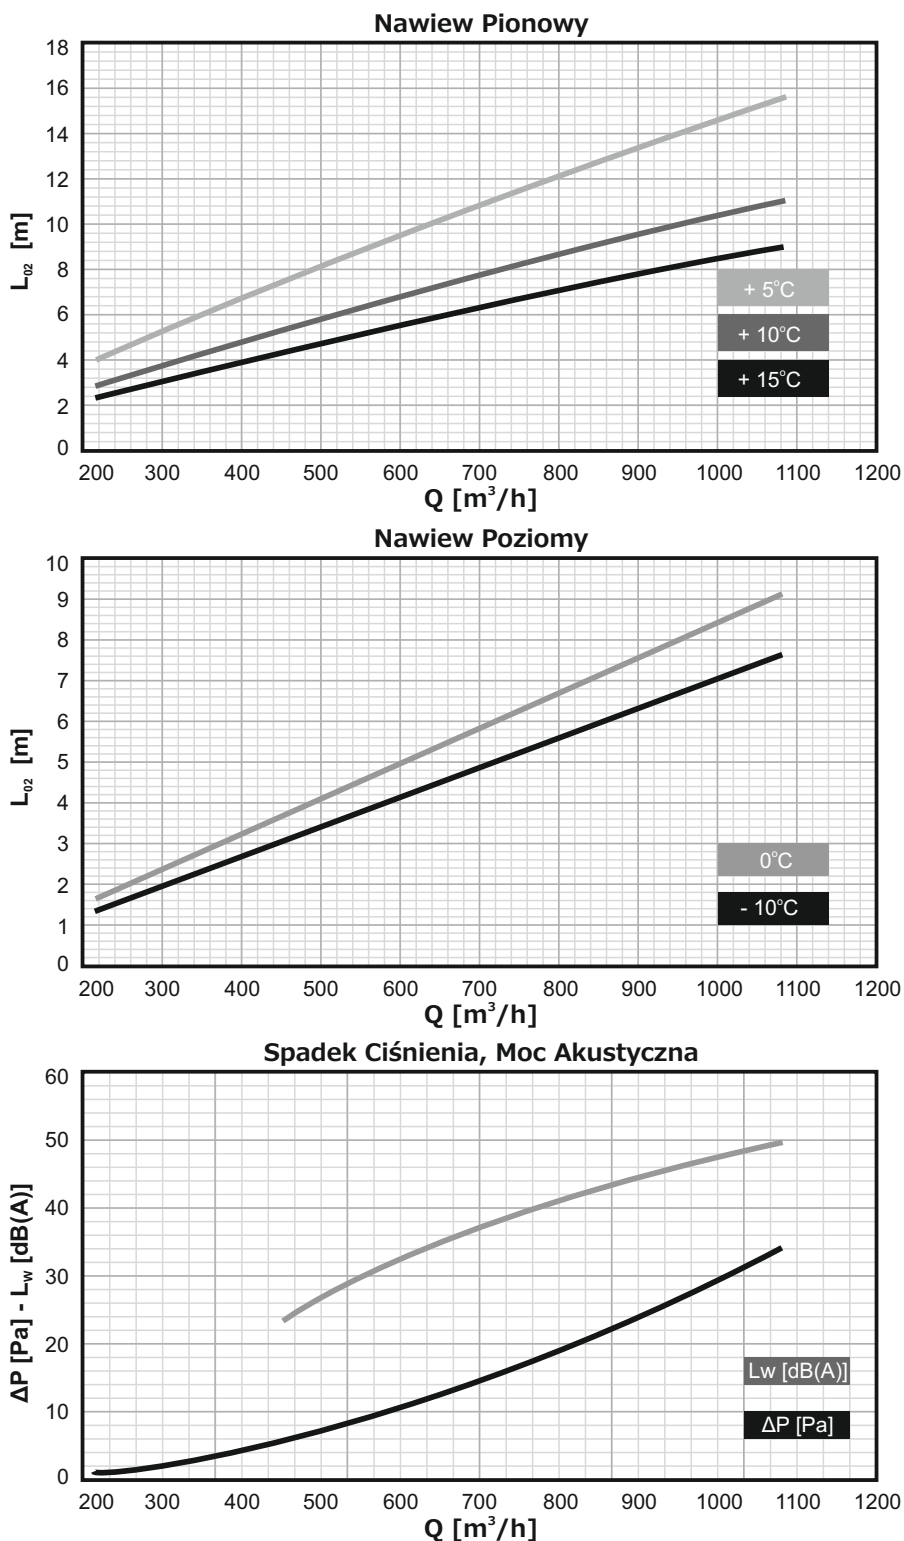 Nawiew Pionowy
18
16
14
12
10
8
6
4
2
0
L02 [m]
+ 5°C
+ 10°C
+ 15°C
200 300 400 500 600 700 800 900 1000 1100 1200
Q [m³/h]
Nawiew Poziomy
10
9
8
7
6
5
4
3
2
1
0
L02 [m]
0°C
- 10°C
200 300 400 500 600 700 800 900 1000 1100 1200
Q [m³/h]
Spadek Ciśnienia, Moc Akustyczna
60
50
40
30
20
10
0
ΔP [Pa] - Lw [dB(A)]
Lw [dB(A)]
ΔP [Pa]
200 300 400 500 600 700 800 900 1000 1100 1200
Q [m³/h]